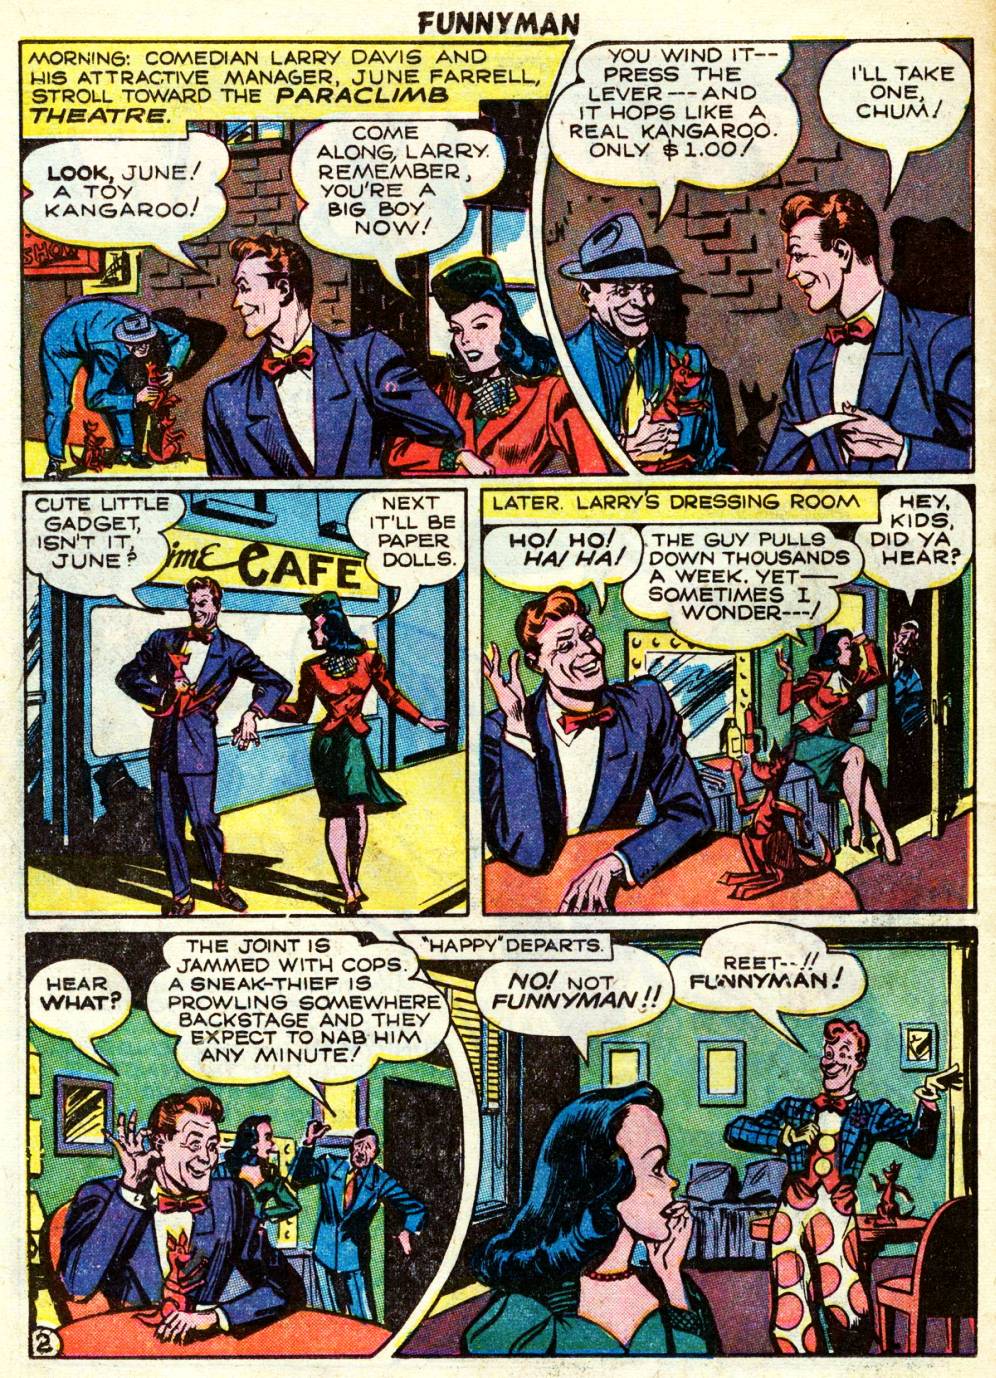 FUNNYMAN
MORNING: COMEDIAN LARRY DAVIS AND
HIS ATTRACTIVE MANAGER, JUNE FARRELL,
STROLL TOWARD THE PARACLIMB
THEATRE.
LOOK, JUNE!
A TOY
KANGAROO!
COME
ALONG, LARRY.
REMEMBER,
YOU'RE A
BIG BOY
NOW!
SHOW
YOU WIND IT--
PRESS THE
LEVER---AND
IT HOPS LIKE A
REAL KANGAROO.
ONLY $1.00!
I'LL TAKE
ONE,
CHUM!
CUTE LITTLE
GADGET,
ISN'T IT,
JUNE?
NEXT
IT'LL BE
PAPER
DOLLS.
ime CAFE
LATER. LARRY'S DRESSING ROOM
HO! HO!
HA! HA!
THE GUY PULLS
DOWN THOUSANDS
A WEEK. YET--
SOMETIMES I
WONDER---!
HEY,
KIDS,
DID YA
HEAR?
HEAR
WHAT?
THE JOINT IS
JAMMED WITH COPS.
A SNEAK-THIEF IS
PROWLING SOMEWHERE
BACKSTAGE AND THEY
EXPECT TO NAB HIM
ANY MINUTE!
"HAPPY" DEPARTS.
NO! NOT
FUNNYMAN!!
REET--!!
FUNNYMAN!
2